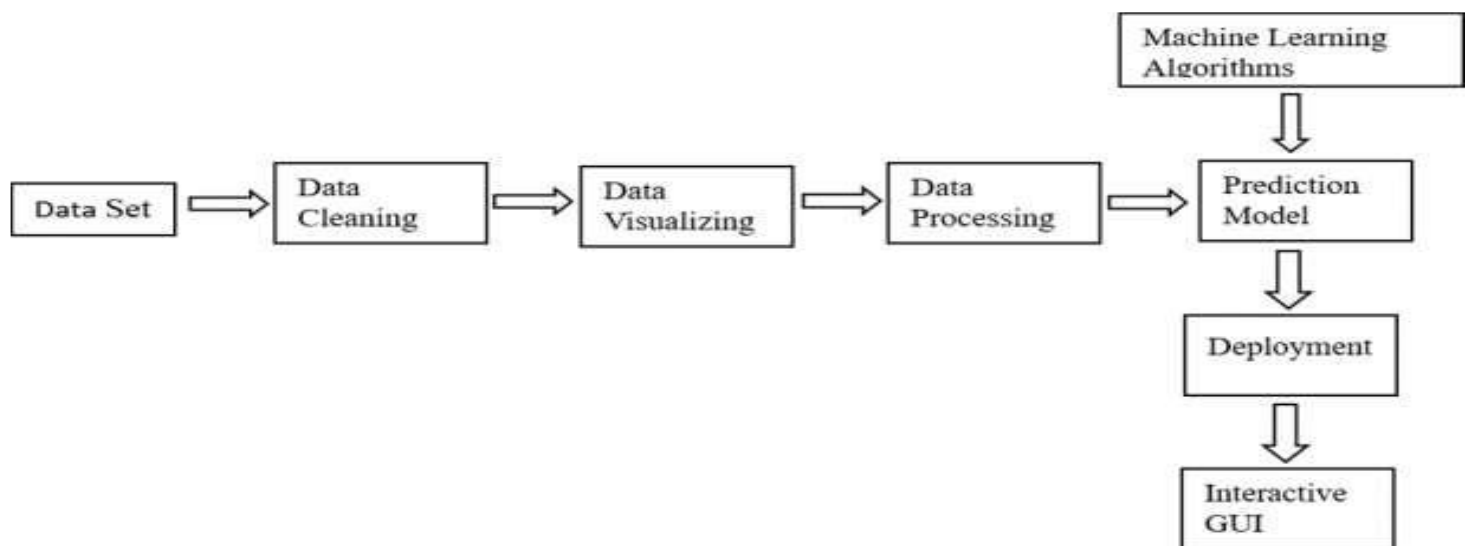 Machine Learning
Algorithms
Data Set
Data
Cleaning
Data
Visualizing
Data
Processing
Prediction
Model
Deployment
Interactive
GUI